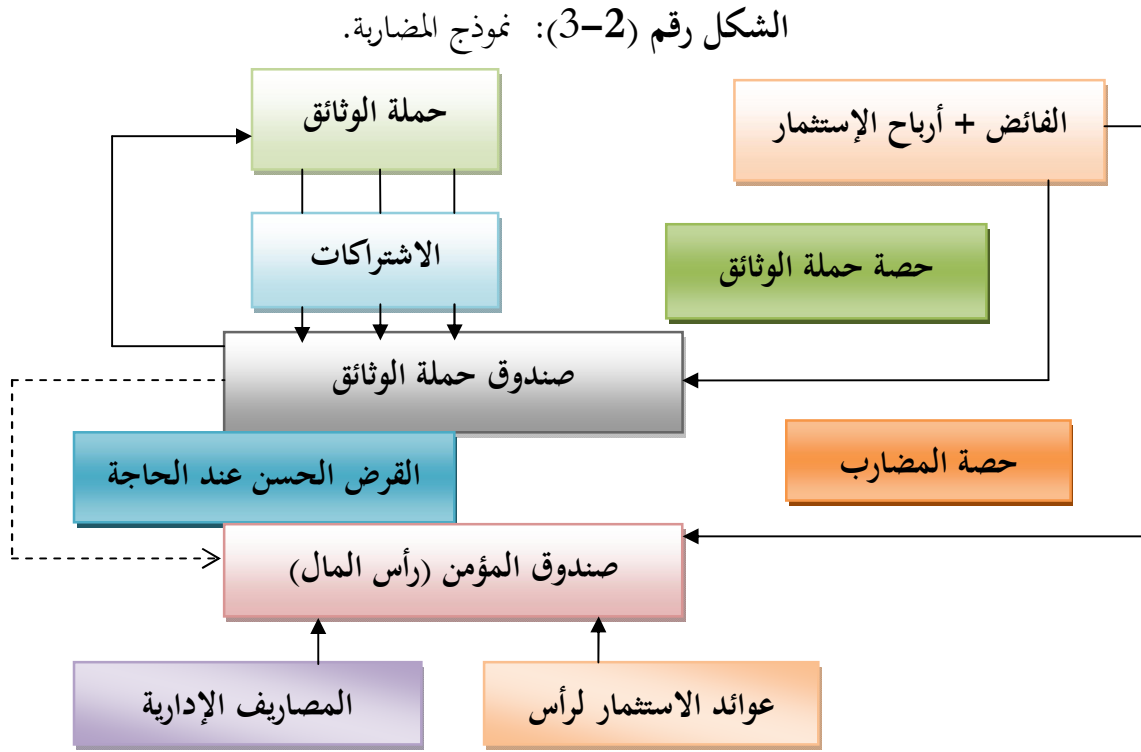 الشكل رقم (2-3): نموذج المضاربة.
حملة الوثائق
الفائض + أرباح الإستثمار
الاشتراكات
حصة حملة الوثائق
صندوق حملة الوثائق
القرض الحسن عند الحاجة
حصة المضارب
صندوق المؤمن (رأس المال)
المصاريف الإدارية
عوائد الاستثمار لرأس